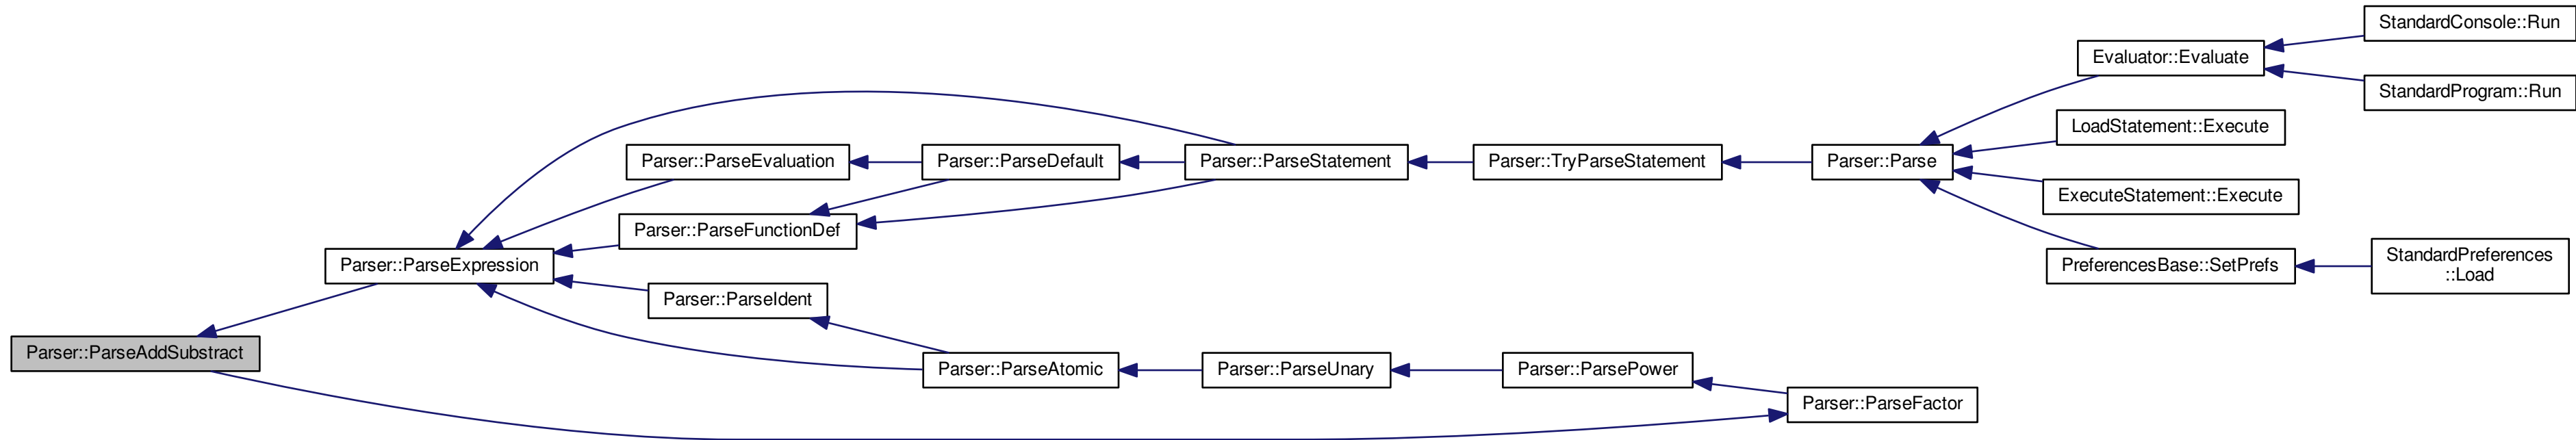 StandardConsole::Run
Evaluator::Evaluate
StandardProgram::Run
LoadStatement::Execute
Parser::ParseEvaluation
Parser::ParseDefault
Parser::ParseStatement
Parser::TryParseStatement
Parser::Parse
ExecuteStatement::Execute
Parser::ParseFunctionDef
Parser::ParseExpression
PreferencesBase::SetPrefs
StandardPreferences
::Load
Parser::ParseIdent
Parser::ParseAddSubstract
Parser::ParseAtomic
Parser::ParseUnary
Parser::ParsePower
Parser::ParseFactor